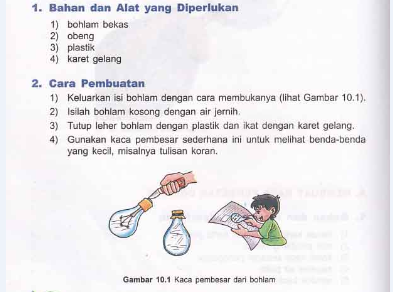 1. Bahan dan Alat yang Diperlukan
1) bohlam bekas
2) obeng
3) plastik
4) karet gelang
2. Cara Pembuatan
1) Keluarkan isi bohlam dengan cara membukanya (lihat Gambar 10.1).
2) Isilah bohlam kosong dengan air jernih.
3) Tutup leher bohlam dengan plastik dan ikat dengan karet gelang.
4) Gunakan kaca pembesar sederhana ini untuk melihat benda-benda
yang kecil, misalnya tulisan koran.
Gambar 10.1 Kaca pembesar dari bohlam